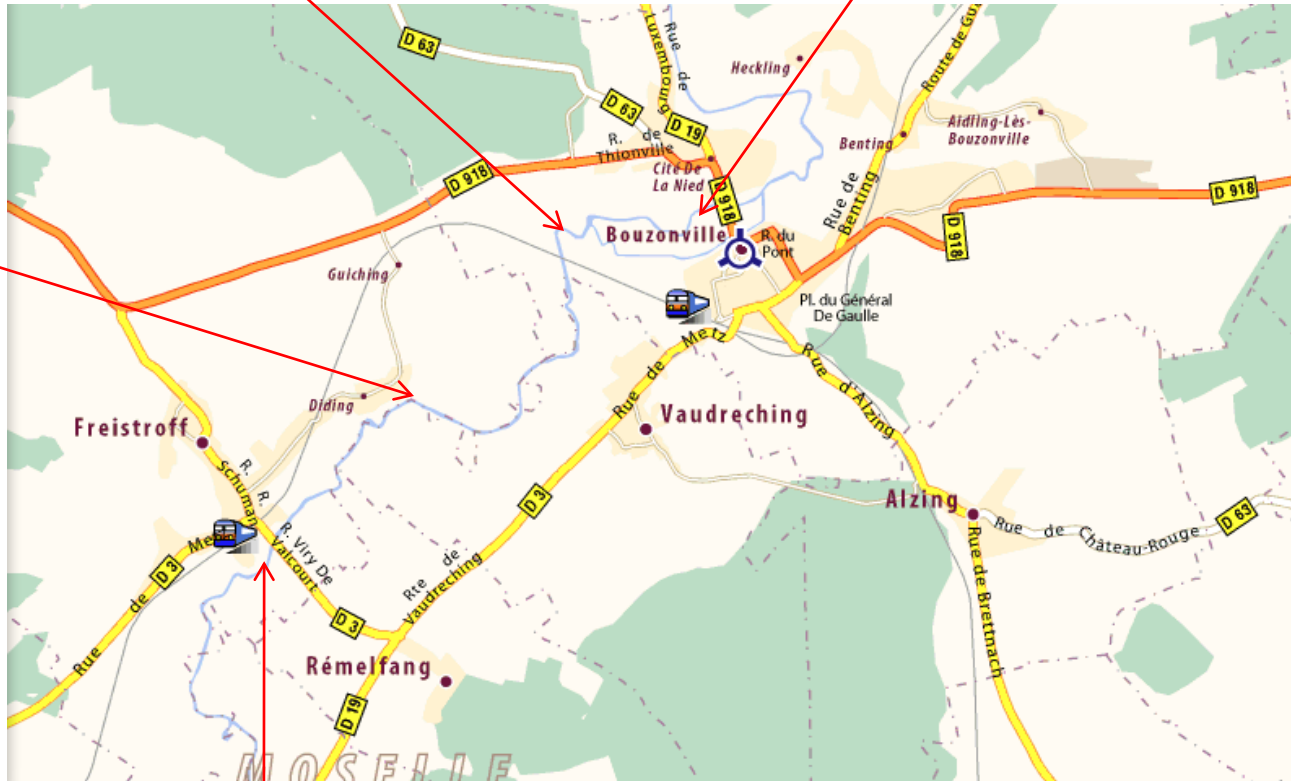 D 63
Rue de
Luxembourg
Heckling
Route de Gu
D 63
D 19
R. de
Thionville
Cité De
La Nied
Benting
Aidling-Lès-
Bouzonville
D 918
D 918
D 918
D 918
Rue de
Benting
Bouzonville
R. du
Pont
Guiching
Pl. du Général
De Gaulle
Rue de Metz
Rue d'Alzing
Diding
Vaudreching
Freistroff
R. R. Schuman
D 3
Alzing
Rue de Château-Rouge
D 63
R. Viry De
Valcourt
Rue de Me
D 3
Rte de
Vaudreching
Rue de Brettnach
D 3
Rémelfang
D 19
MOSELLE